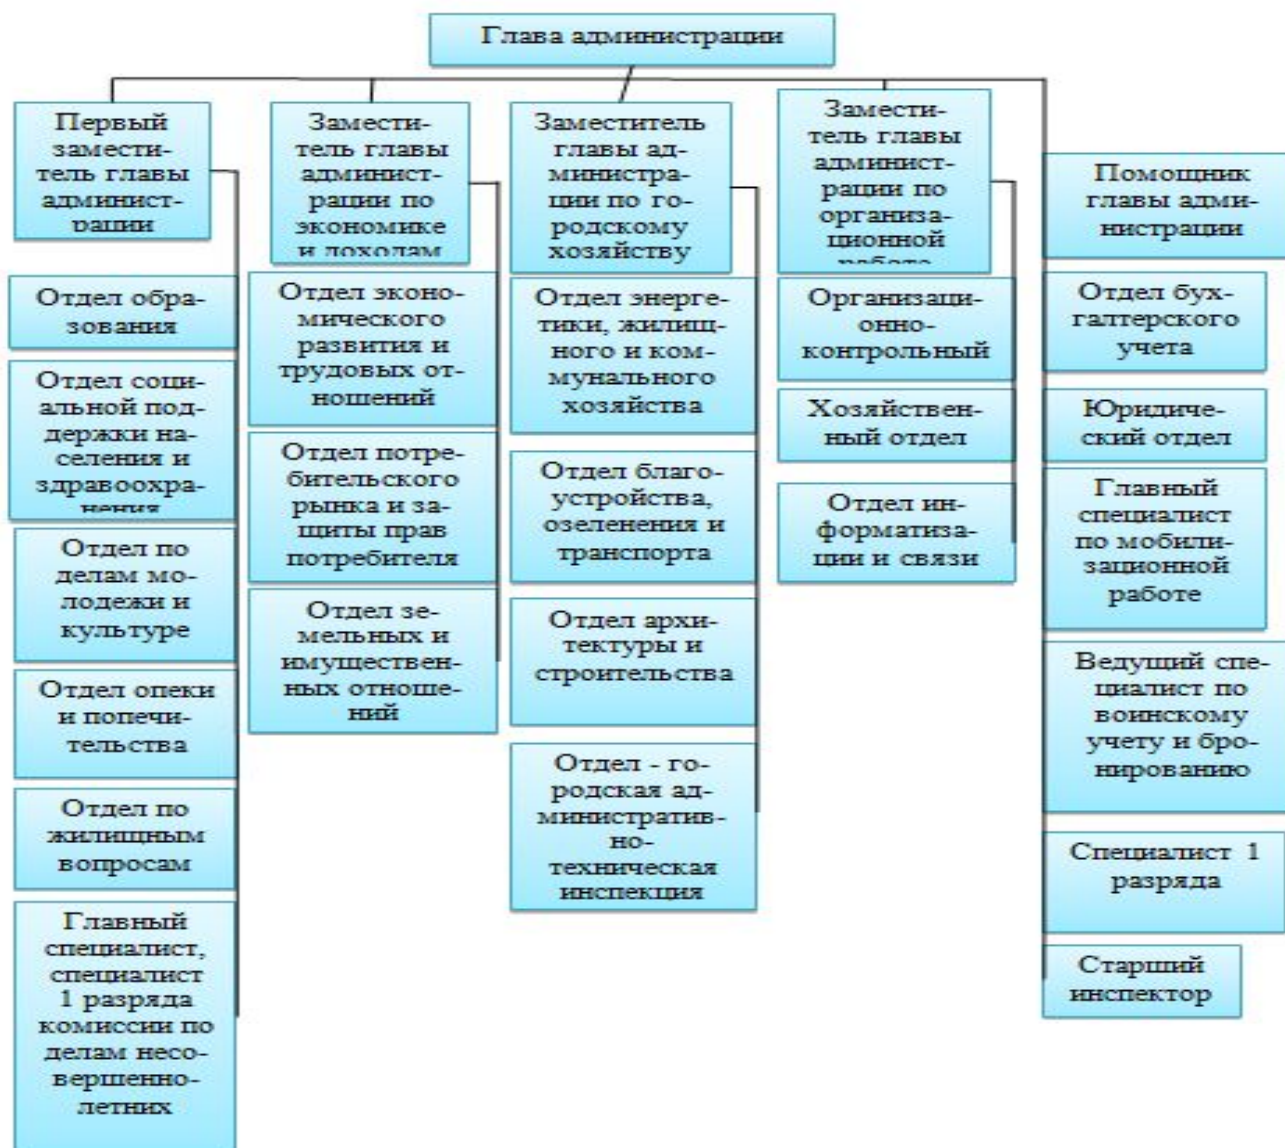 Глава администрации
Первый
замести-
тель главы
админист-
рации
Замести-
тель главы
админист-
рации по
экономике
и доходам
Заместитель
главы ад-
министра-
ции по го-
родскому
хозяйству
Замести-
тель главы
админист-
рации по
организа-
ционной
работе
Помощник
главы адми-
нистрации
Отдел обра-
зования
Отдел соци-
альной под-
держки на-
селения и
здравоохра-
нения
Отдел по
делам мо-
лодежи и
культуре
Отдел опеки
и попечи-
тельства
Отдел по
жилищным
вопросам
Главный
специалист,
специалист
1 разряда
комиссии по
делам несо-
вершенно-
летних
Отдел эконо-
мического
развития и
трудовых от-
ношений
Отдел потре-
бительского
рынка и за-
щиты прав
потребителя
Отдел зе-
мельных и
имуществен-
ных отноше-
ний
Отдел энерге-
тики, жилищ-
ного и ком-
мунального
хозяйства
Отдел благо-
устройства,
озеленения и
транспорта
Отдел архи-
тектуры и
строительства
Отдел - го-
родская ад-
министратив-
но-
техническая
инспекция
Организаци-
онно-
контрольный
Хозяйствен-
ный отдел
Отдел ин-
форматиза-
ции и связи
Отдел бух-
галтерского
учета
Юридиче-
ский отдел
Главный
специалист
по мобили-
зационной
работе
Ведущий спе-
циалист по
воинскому
учету и бро-
нированию
Специалист 1
разряда
Старший
инспектор